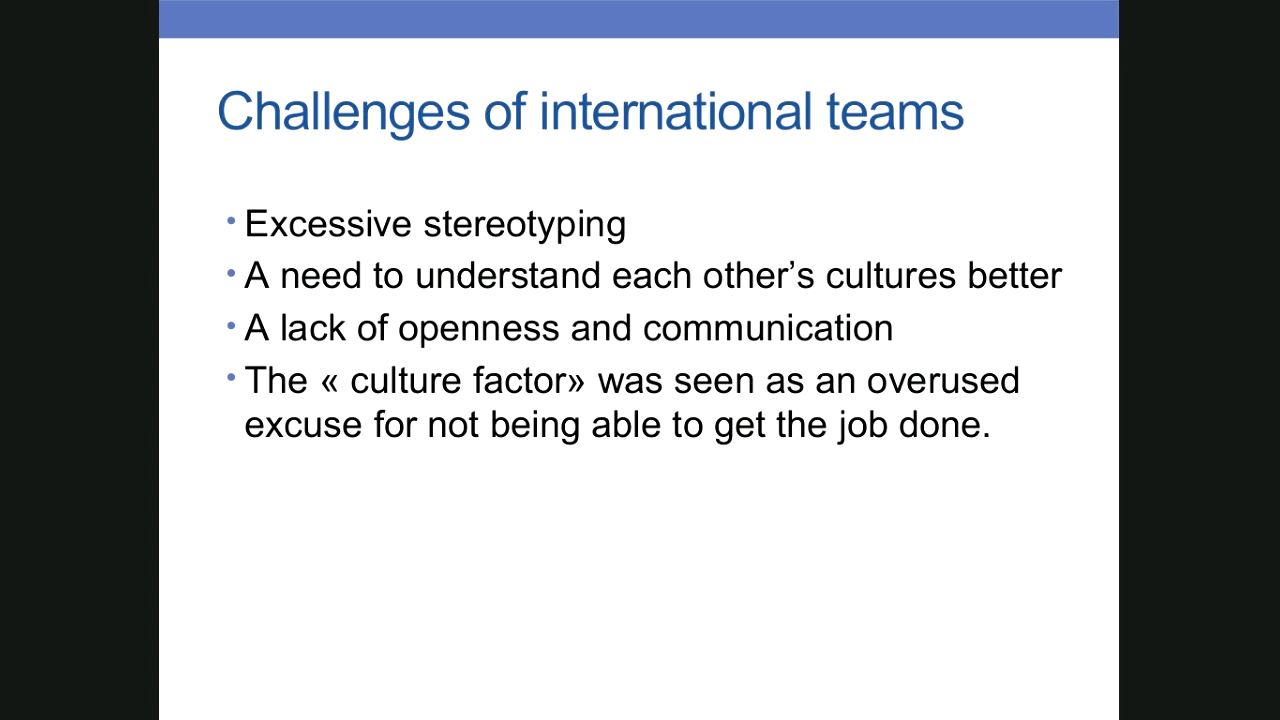 Challenges of international teams
• Excessive stereotyping
• A need to understand each other’s cultures better
• A lack of openness and communication
• The « culture factor» was seen as an overused
excuse for not being able to get the job done.